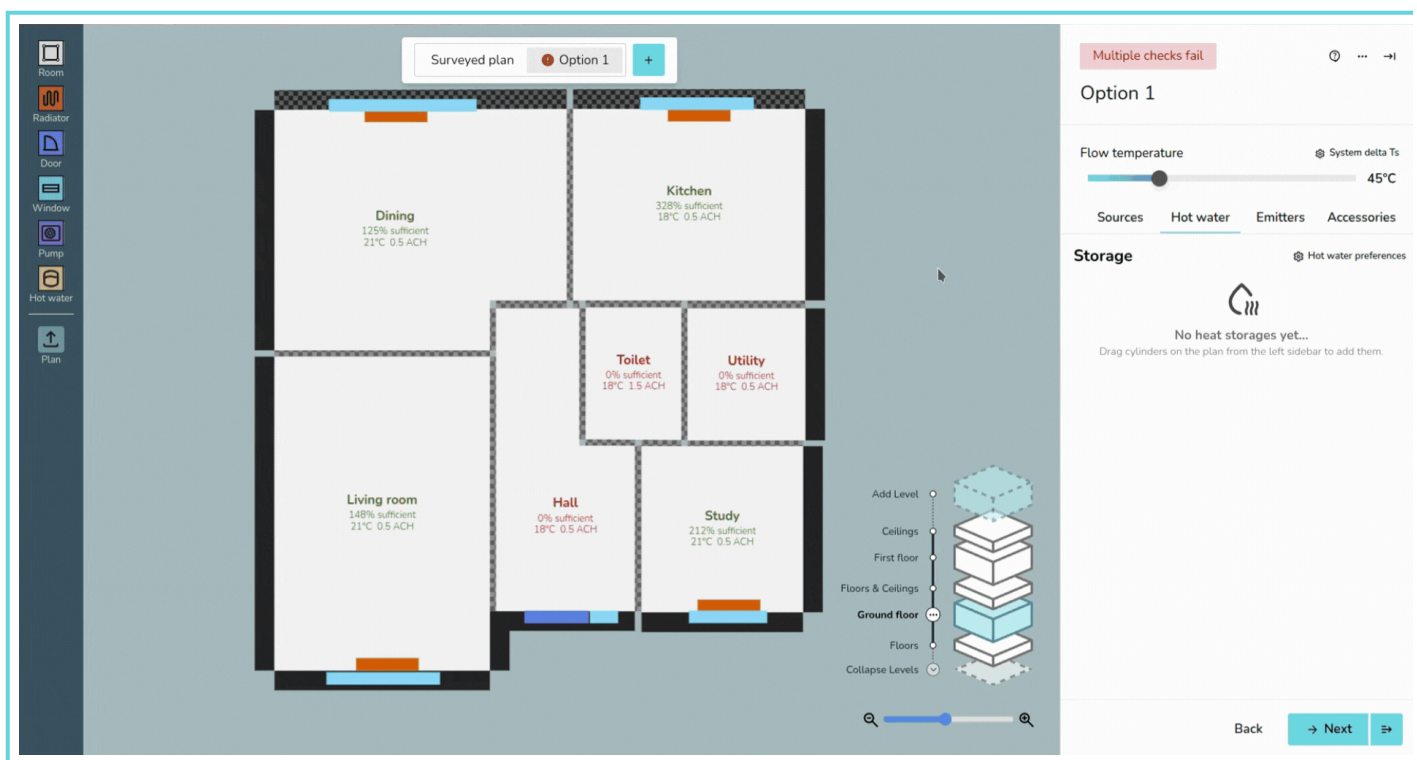 Room
Radiator
Door
Window
Pump
Hot water
Plan
Surveyed plan
Option 1
+
Dining
125% sufficient
21°C 0.5 ACH
Kitchen
328% sufficient
18°C 0.5 ACH
Toilet
0% sufficient
18°C 1.5 ACH
Utility
0% sufficient
18°C 0.5 ACH
Living room
148% sufficient
21°C 0.5 ACH
Hall
0% sufficient
18°C 0.5 ACH
Study
212% sufficient
21°C 0.5 ACH
Add Level
Ceilings
First floor
Floors & Ceilings
Ground floor
Floors
Collapse Levels
Multiple checks fail
Option 1
Flow temperature
System delta Ts
45°C
Sources Hot water Emitters Accessories
Storage
Hot water preferences
No heat storages yet...
Drag cylinders on the plan from the left sidebar to add them.
Back
Next